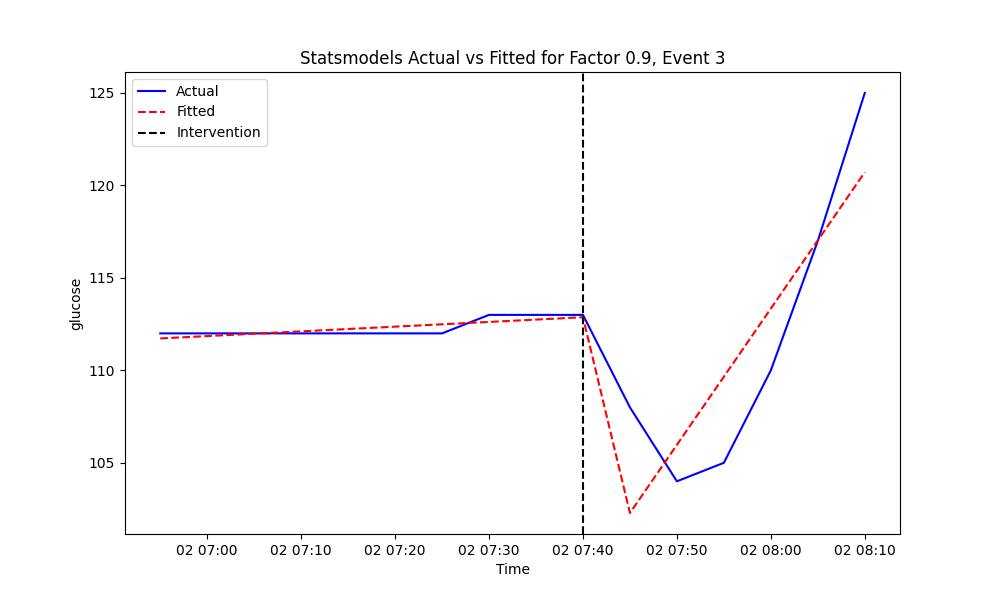 Statsmodels Actual vs Fitted for Factor 0.9, Event 3
Actual
Fitted
Intervention
125
120
115
110
105
glucose
02 07:00
02 07:10
02 07:20
02 07:30
02 07:40
02 07:50
02 08:00
02 08:10
Time